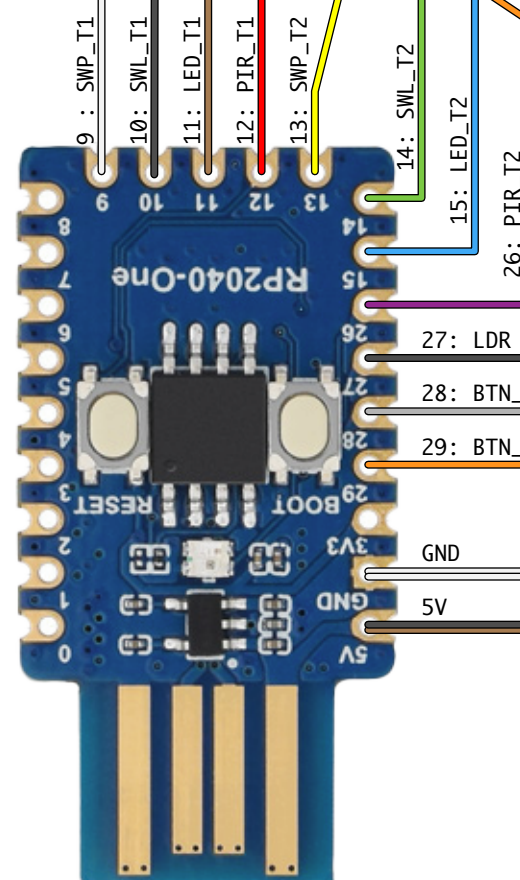 9 : SWP_T1
10: SWL_T1
11: LED_T1
12: PIR_T1
13: SWP_T2
14: SWL_T2
15: LED_T2
26: PIR_T2
27: LDR
28: BTN_
29: BTN_
GND
5V
9
10
11
12
13
8
7
6
5
4
3
2
1
0
14
15
26
27
28
29
3V3
GND
5V
RP2040-One
RESET
BOOT